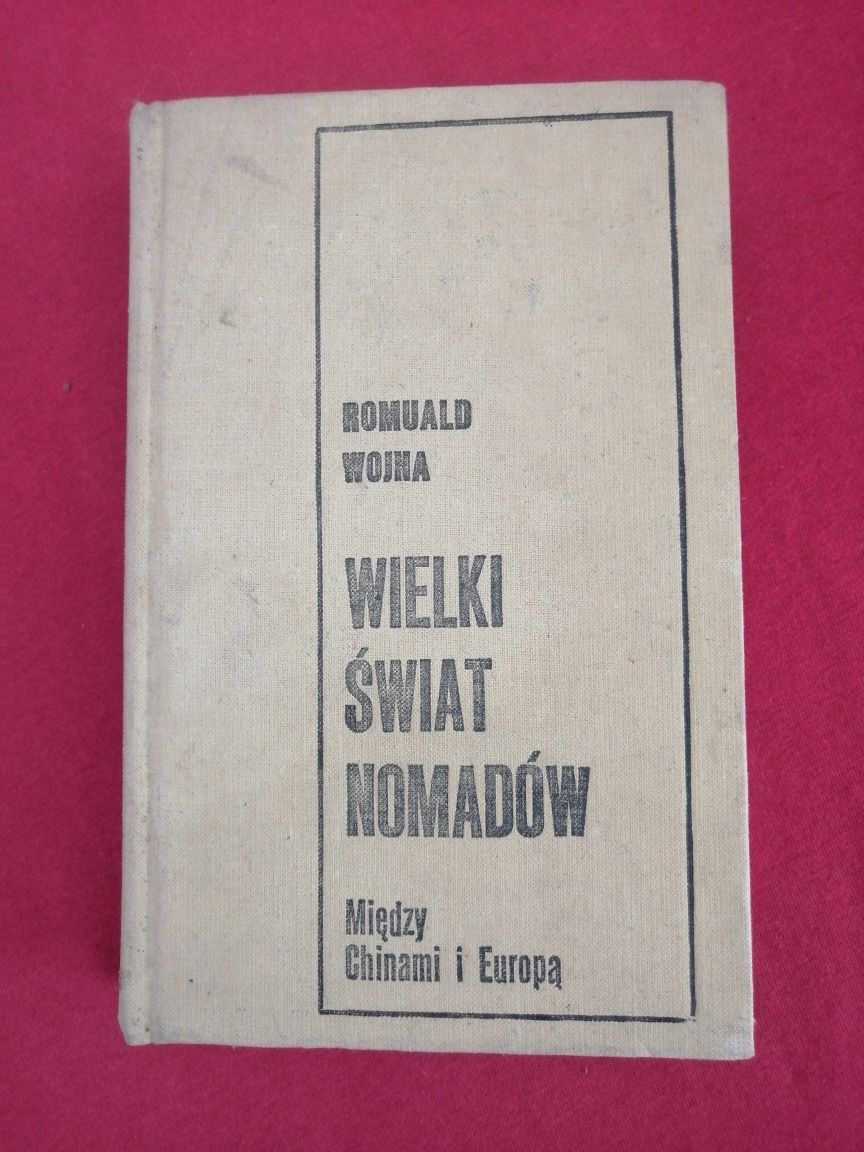 ROMUALD
WOJNA
WIELKI
ŚWIAT
NOMADÓW
Między
Chinami i Europą